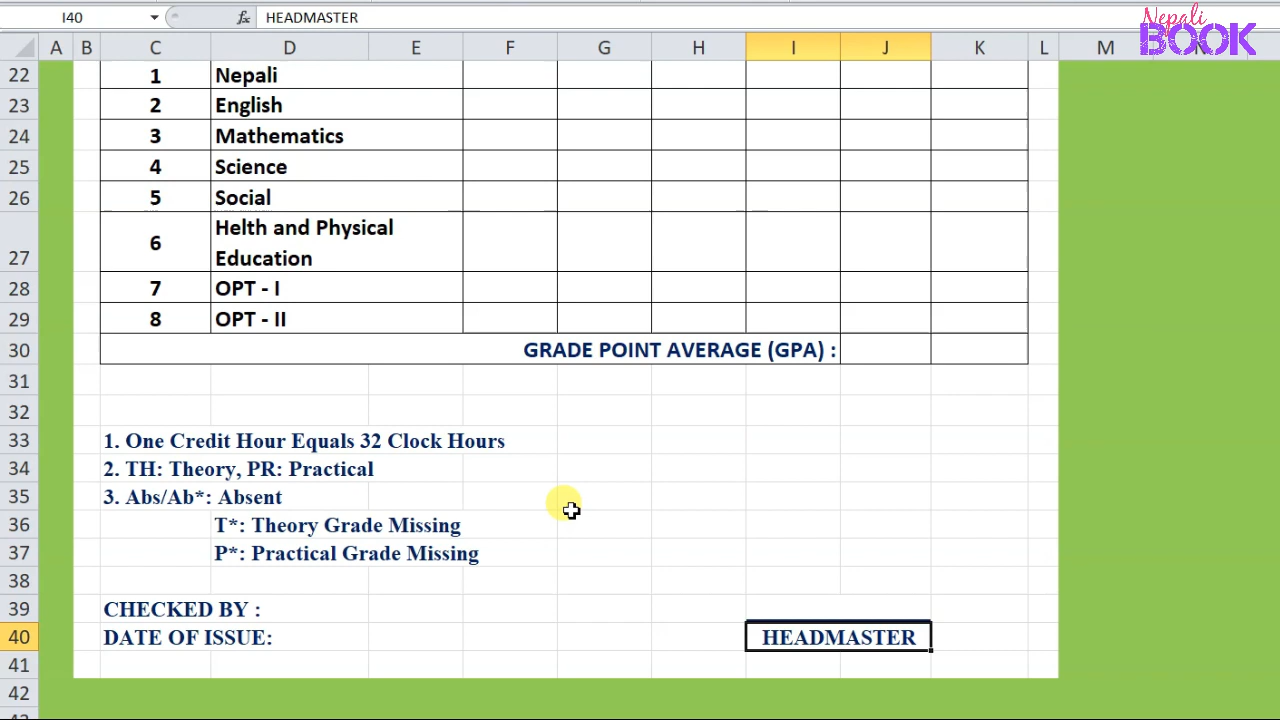 I40 fx HEADMASTER
Nepali
BOOK
A B C D E F G H I J K L M N
22 1 Nepali
23 2 English
24 3 Mathematics
25 4 Science
26 5 Social
27 6 Helth and Physical
Education
28 7 OPT - I
29 8 OPT - II
30 GRADE POINT AVERAGE (GPA) :
31
32
33 1. One Credit Hour Equals 32 Clock Hours
34 2. TH: Theory, PR: Practical
35 3. Abs/Ab*: Absent
36 T*: Theory Grade Missing
37 P*: Practical Grade Missing
38
39 CHECKED BY :
40 DATE OF ISSUE: HEADMASTER
41
42